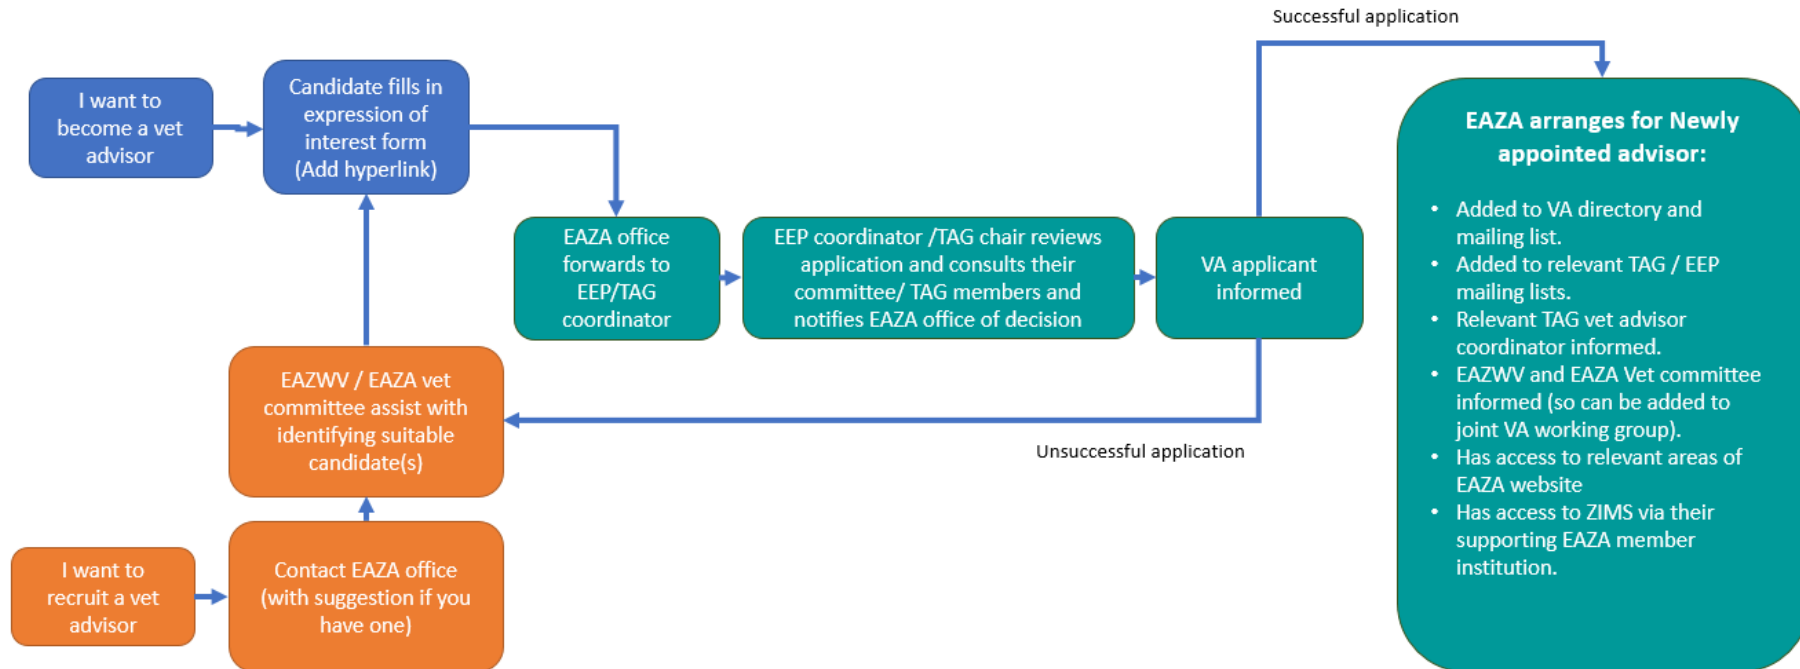 Successful application
I want to
become a vet
advisor
Candidate fills in
expression of
interest form
(Add hyperlink)
EAZA office
forwards to
EEP/TAG
coordinator
EEP coordinator /TAG chair reviews
application and consults their
committee/ TAG members and
notifies EAZA office of decision
VA applicant
informed
EAZWV / EAZA vet
committee assist with
identifying suitable
candidate(s)
Unsuccessful application
I want to
recruit a vet
advisor
Contact EAZA office
(with suggestion if you
have one)
EAZA arranges for Newly
appointed advisor:
• Added to VA directory and
mailing list.
• Added to relevant TAG / EEP
mailing lists.
• Relevant TAG vet advisor
coordinator informed.
• EAZWV and EAZA Vet committee
informed (so can be added to
joint VA working group).
• Has access to relevant areas of
EAZA website
• Has access to ZIMS via their
supporting EAZA member
institution.